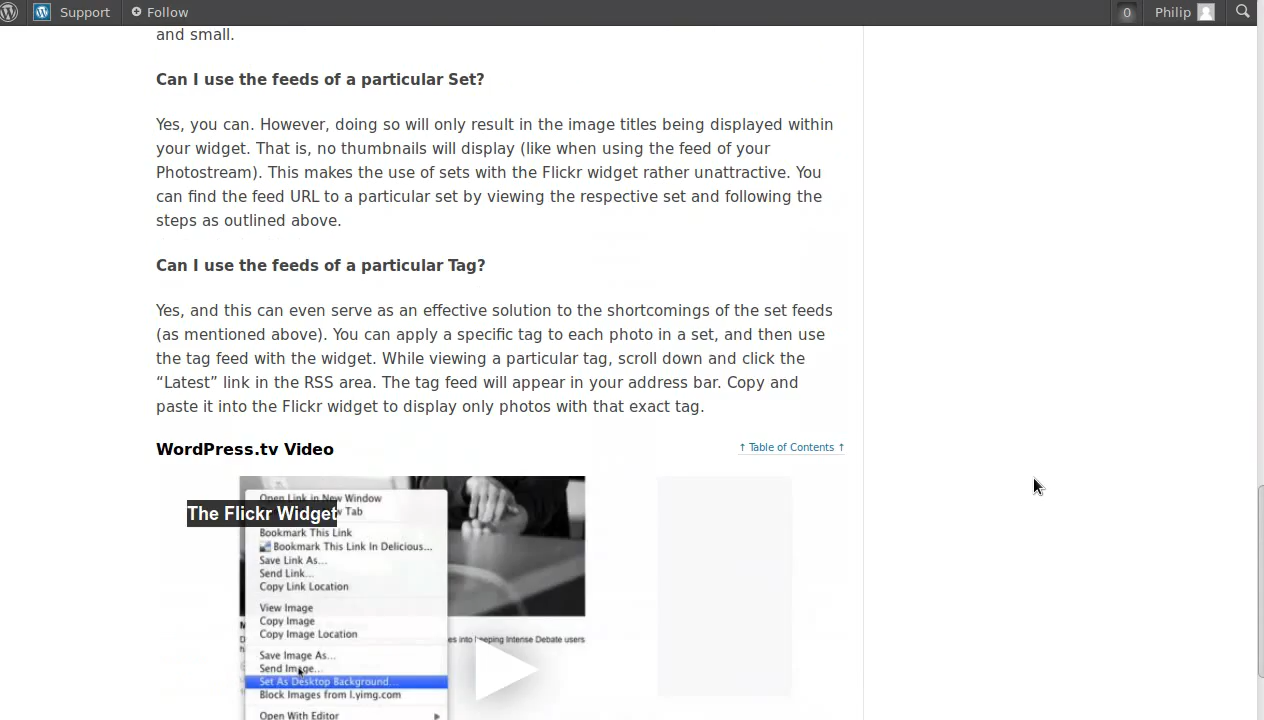 Support Follow 0 Philip
and small.
Can I use the feeds of a particular Set?
Yes, you can. However, doing so will only result in the image titles being displayed within
your widget. That is, no thumbnails will display (like when using the feed of your
Photostream). This makes the use of sets with the Flickr widget rather unattractive. You
can find the feed URL to a particular set by viewing the respective set and following the
steps as outlined above.
Can I use the feeds of a particular Tag?
Yes, and this can even serve as an effective solution to the shortcomings of the set feeds
(as mentioned above). You can apply a specific tag to each photo in a set, and then use
the tag feed with the widget. While viewing a particular tag, scroll down and click the
“Latest” link in the RSS area. The tag feed will appear in your address bar. Copy and
paste it into the Flickr widget to display only photos with that exact tag.
WordPress.tv Video
↑ Table of Contents ↑
The Flickr Widget
Open Link in New Window
Tab
Bookmark This Link
Bookmark This Link In Delicious...
Save Link As...
Send Link...
Copy Link Location
View Image
Copy Image
Copy Image Location
es into keeping Intense Debate users
Save Image As...
Send Image...
Set As Desktop Background...
Block Images from l.yimg.com
Open With Editor